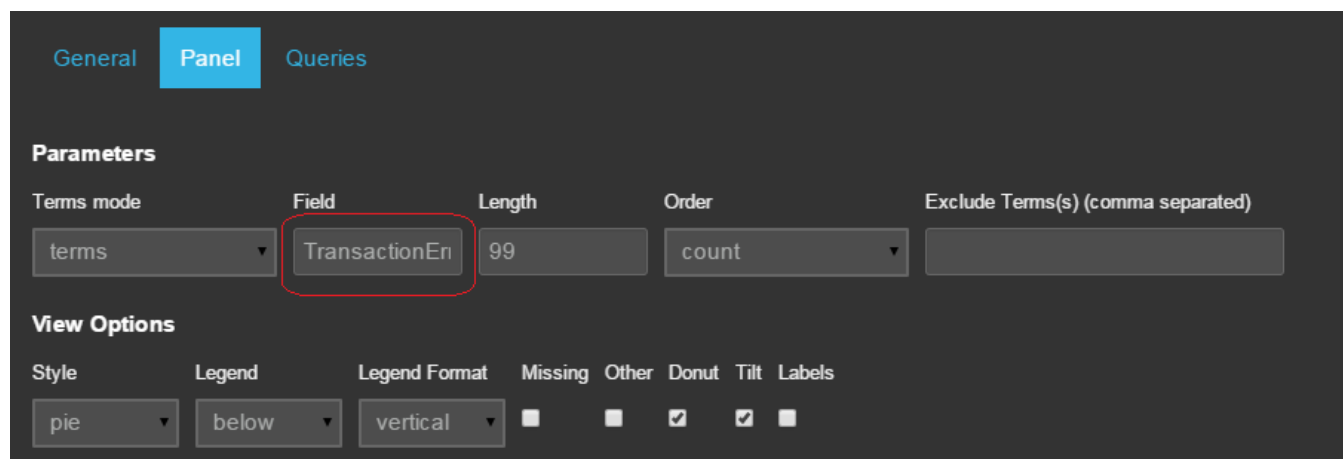 General Panel Queries
Parameters
Terms mode Field Length Order Exclude Terms(s) (comma separated)
terms TransactionErr 99 count
View Options
Style Legend Legend Format Missing Other Donut Tilt Labels
pie below vertical